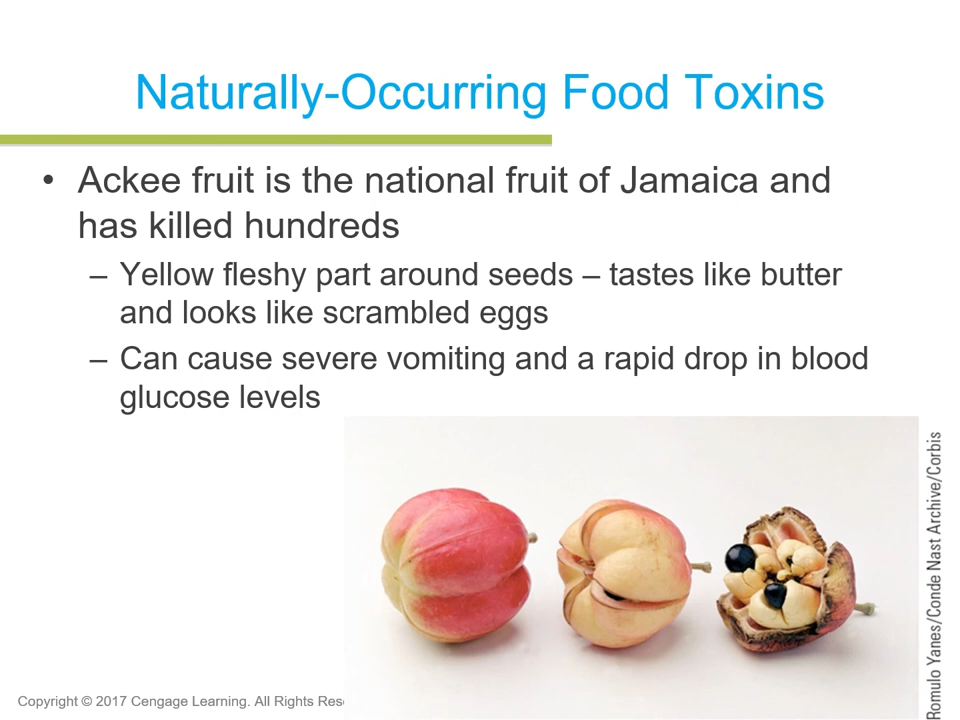 Naturally-Occurring Food Toxins
• Ackee fruit is the national fruit of Jamaica and
has killed hundreds
– Yellow fleshy part around seeds – tastes like butter
and looks like scrambled eggs
– Can cause severe vomiting and a rapid drop in blood
glucose levels
Romulo Yanes/Conde Nast Archive/Corbis
Copyright © 2017 Cengage Learning. All Rights